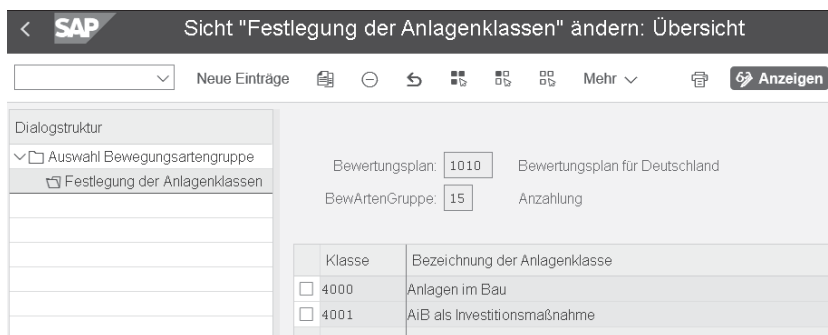 SAP Sicht "Festlegung der Anlagenklassen" ändern: Übersicht
Neue Einträge Mehr Anzeigen
Dialogstruktur
Auswahl Bewegungsartengruppe
Festlegung der Anlagenklassen
Bewertungsplan: 1010 Bewertungsplan für Deutschland
BewArtenGruppe: 15 Anzahlung
Klasse Bezeichnung der Anlagenklasse
4000 Anlagen im Bau
4001 AiB als Investitionsmaßnahme